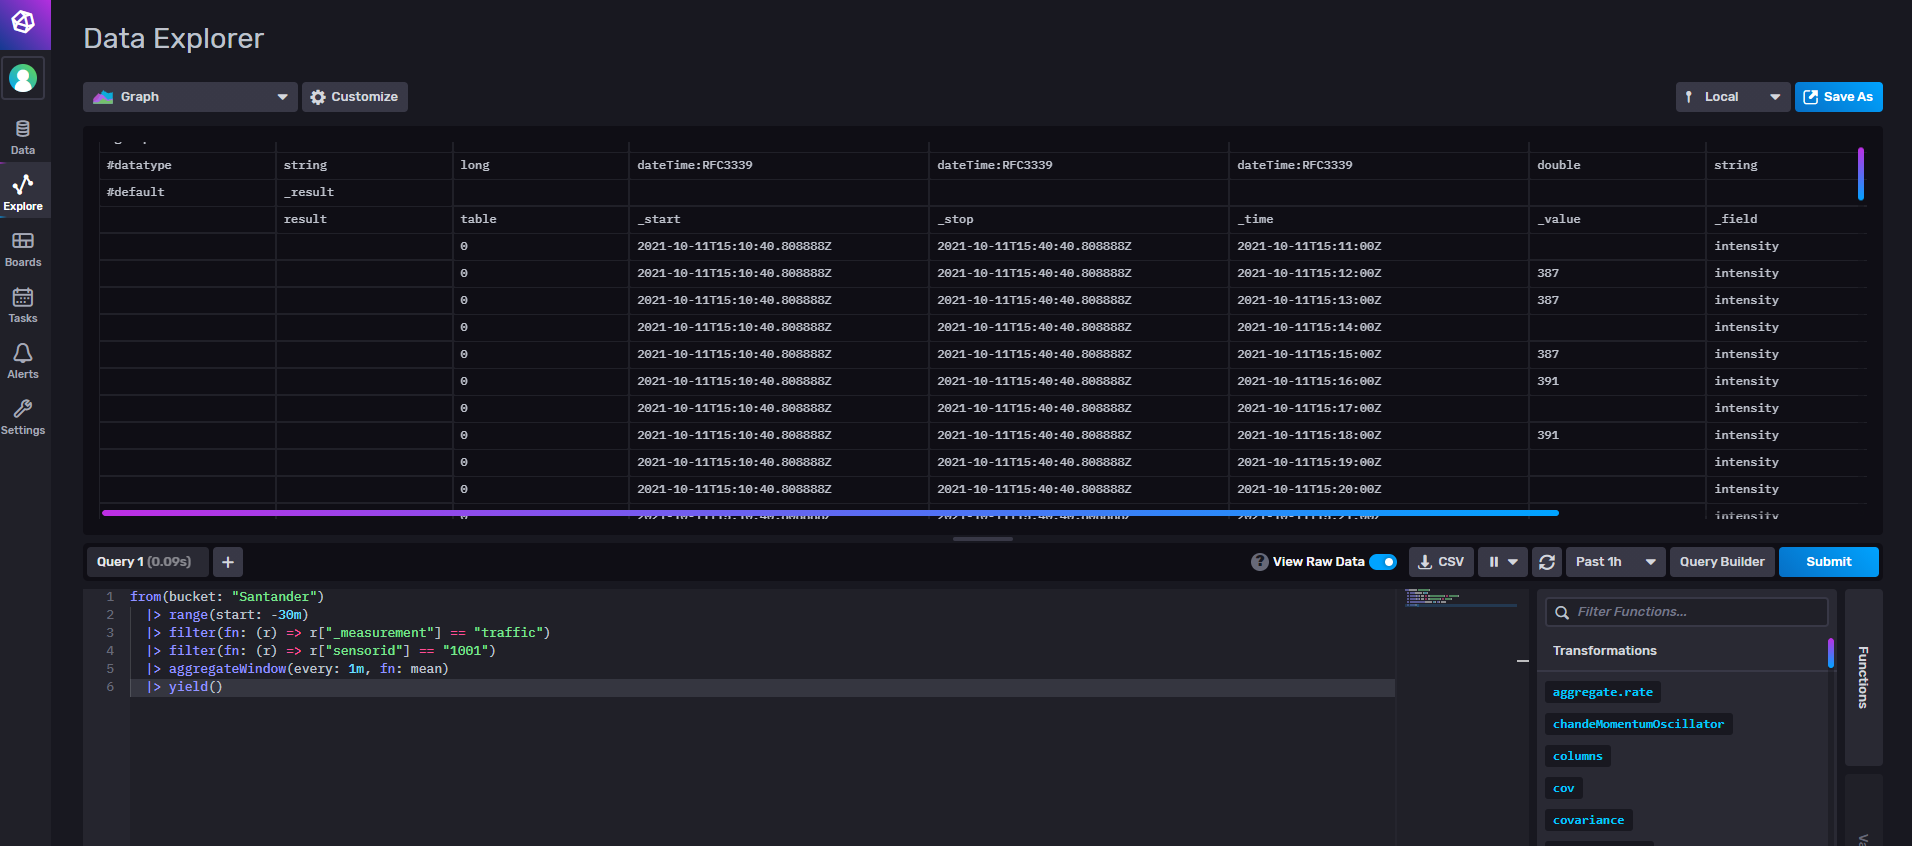 Data Explorer
Graph Customize Local Save As
Data
Explore
Boards
Tasks
Alerts
Settings
#datatype string long dateTime:RFC3339 dateTime:RFC3339 dateTime:RFC3339 double string
#default _result
result table _start _stop _time _value _field
0 2021-10-11T15:10:40.808888Z 2021-10-11T15:40:40.808888Z 2021-10-11T15:11:00Z intensity
0 2021-10-11T15:10:40.808888Z 2021-10-11T15:40:40.808888Z 2021-10-11T15:12:00Z 387 intensity
0 2021-10-11T15:10:40.808888Z 2021-10-11T15:40:40.808888Z 2021-10-11T15:13:00Z 387 intensity
0 2021-10-11T15:10:40.808888Z 2021-10-11T15:40:40.808888Z 2021-10-11T15:14:00Z intensity
0 2021-10-11T15:10:40.808888Z 2021-10-11T15:40:40.808888Z 2021-10-11T15:15:00Z 387 intensity
0 2021-10-11T15:10:40.808888Z 2021-10-11T15:40:40.808888Z 2021-10-11T15:16:00Z 391 intensity
0 2021-10-11T15:10:40.808888Z 2021-10-11T15:40:40.808888Z 2021-10-11T15:17:00Z intensity
0 2021-10-11T15:10:40.808888Z 2021-10-11T15:40:40.808888Z 2021-10-11T15:18:00Z 391 intensity
0 2021-10-11T15:10:40.808888Z 2021-10-11T15:40:40.808888Z 2021-10-11T15:19:00Z intensity
0 2021-10-11T15:10:40.808888Z 2021-10-11T15:40:40.808888Z 2021-10-11T15:20:00Z intensity
intensity
Query 1 (0.09s) + ? View Raw Data CSV Past 1h Query Builder Submit
1 from(bucket: "Santander")
2 |> range(start: -30m)
3 |> filter(fn: (r) => r["_measurement"] == "traffic")
4 |> filter(fn: (r) => r["sensorid"] == "1001")
5 |> aggregateWindow(every: 1m, fn: mean)
6 |> yield()
Filter Functions...
Transformations
aggregate.rate
chandeMomentumOscillator
columns
cov
covariance
Functions